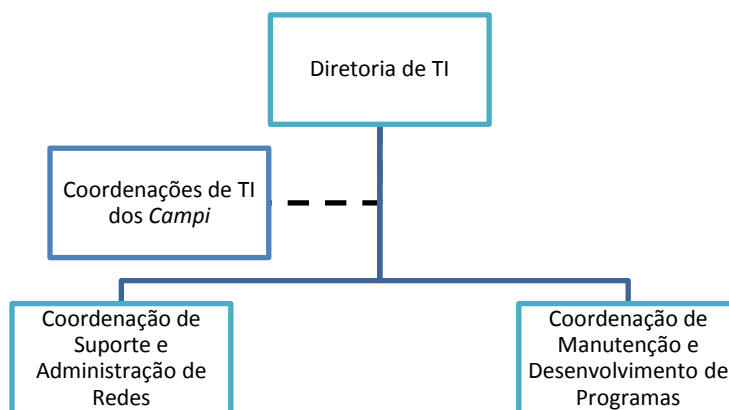 Diretoria de TI
Coordenações de TI
dos Campi
Coordenação de
Suporte e
Administração de
Redes
Coordenação de
Manutenção e
Desenvolvimento de
Programas